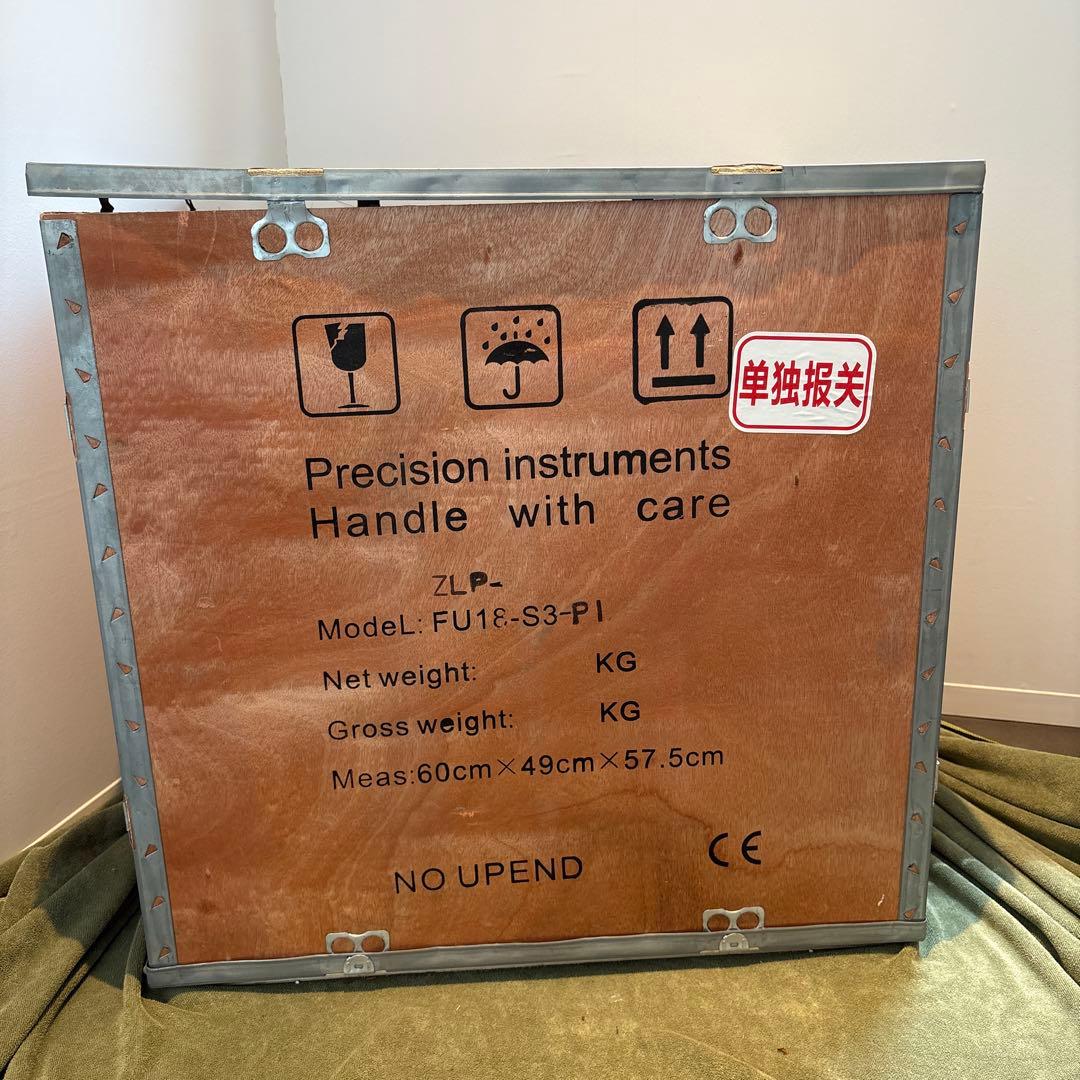 单独报关
Precision instruments
Handle with care
ZLP-
ModeL: FU18-S3-P1
Net weight: KG
Gross weight: KG
Meas:60cm×49cm×57.5cm
NO UPEND
CE